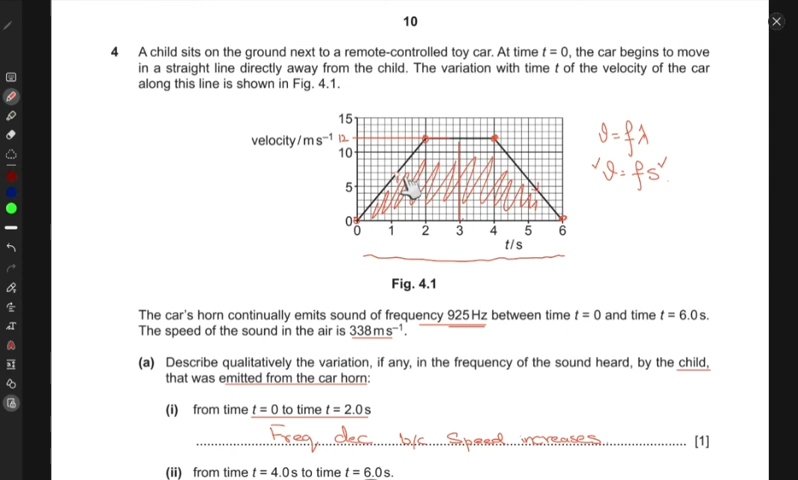 10
4 A child sits on the ground next to a remote-controlled toy car. At time t = 0, the car begins to move
in a straight line directly away from the child. The variation with time t of the velocity of the car
along this line is shown in Fig. 4.1.
15
velocity/m s⁻¹ 12
10
5
0
0 1 2 3 4 5 6
t/s
ϑ = fλ
✓ϑ = fs✓
Fig. 4.1
The car's horn continually emits sound of frequency 925 Hz between time t = 0 and time t = 6.0 s.
The speed of the sound in the air is 338 m s⁻¹.
(a) Describe qualitatively the variation, if any, in the frequency of the sound heard, by the child,
that was emitted from the car horn:
(i) from time t = 0 to time t = 2.0 s
Freq. dec b/c Speed increases [1]
(ii) from time t = 4.0 s to time t = 6.0 s.